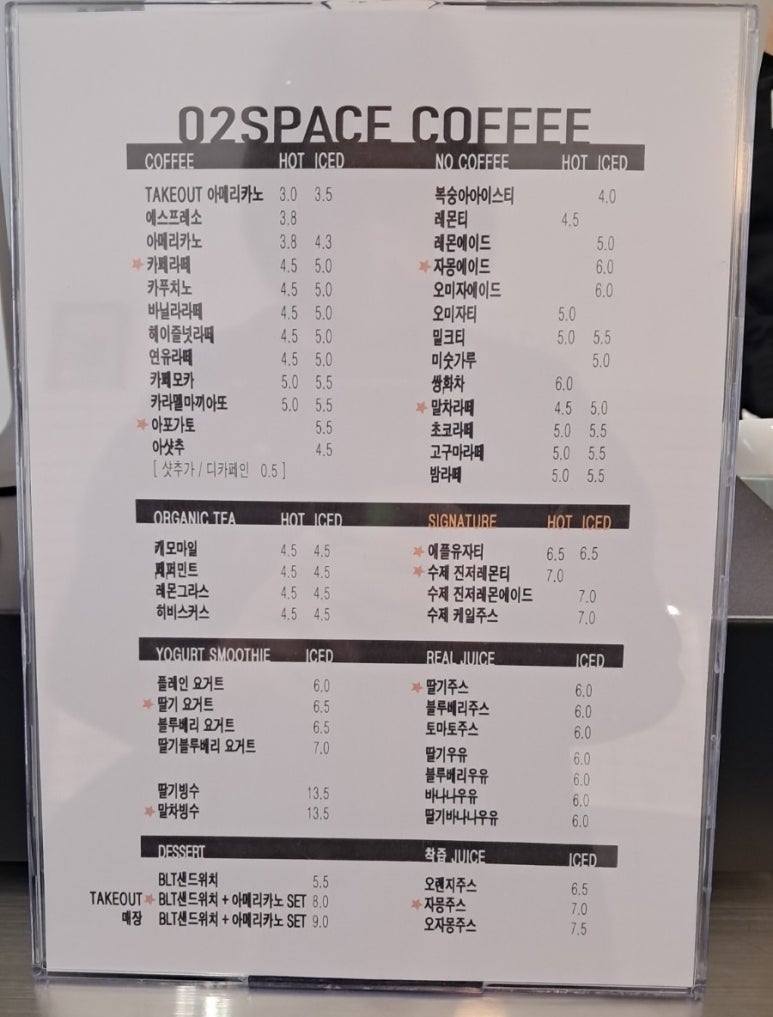 O2SPACE COFFEE
COFFEE HOT ICED
TAKEOUT 아메리카노 3.0 3.5
에스프레소 3.8
아메리카노 3.8 4.3
카페라떼 4.5 5.0
카푸치노 4.5 5.0
바닐라라떼 4.5 5.0
헤이즐넛라떼 4.5 5.0
연유라떼 4.5 5.0
카페모카 5.0 5.5
카라멜마끼아또 5.0 5.5
아포가토 5.5
아샷추 4.5
[ 샷추가 / 디카페인 0.5 ]
NO COFFEE HOT ICED
복숭아아이스티 4.0
레몬티 4.5
레몬에이드 5.0
자몽에이드 6.0
오미자에이드 6.0
오미자티 5.0
밀크티 5.0 5.5
미숫가루 5.0
쌍화차 6.0
말차라떼 4.5 5.0
초코라떼 5.0 5.5
고구마라떼 5.0 5.5
밤라떼 5.0 5.5
ORGANIC TEA HOT ICED
캐모마일 4.5 4.5
페퍼민트 4.5 4.5
레몬그라스 4.5 4.5
히비스커스 4.5 4.5
SIGNATURE HOT ICED
애플유자티 6.5 6.5
수제 진저레몬티 7.0
수제 진저레몬에이드 7.0
수제 케일주스 7.0
YOGURT SMOOTHIE ICED
플레인 요거트 6.0
딸기 요거트 6.5
블루베리 요거트 6.5
딸기블루베리 요거트 7.0
딸기빙수 13.5
말차빙수 13.5
REAL JUICE ICED
딸기주스 6.0
블루베리주스 6.0
토마토주스 6.0
딸기우유 6.0
블루베리우유 6.0
바나나우유 6.0
딸기바나나우유 6.0
DESSERT
BLT샌드위치 5.5
TAKEOUT BLT샌드위치 + 아메리카노 SET 8.0
매장 BLT샌드위치 + 아메리카노 SET 9.0
착즙 JUICE ICED
오렌지주스 6.5
자몽주스 7.0
오자몽주스 7.5